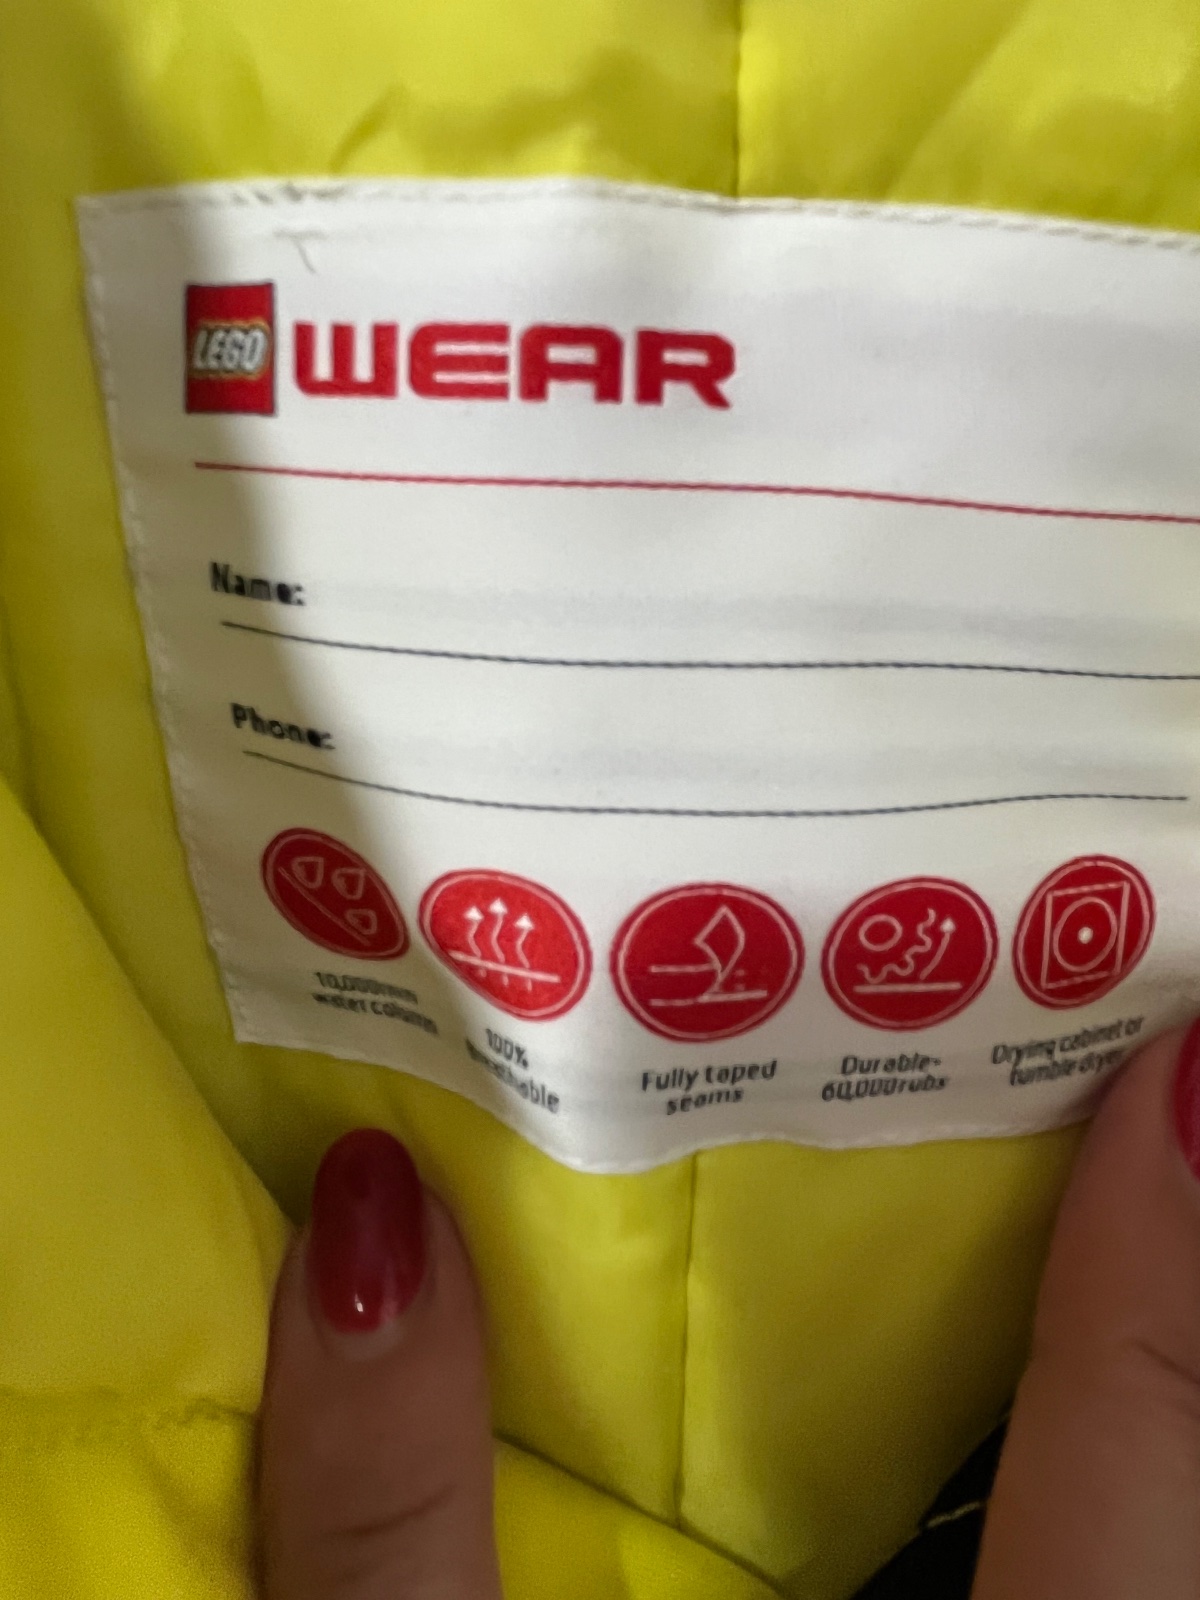 LEGO WEAR
Name:
Phone:
10,000mm
water column
100%
Breathable
Fully taped
seams
Durable-
60,000rubs
Drying cabinet or
tumble dryer